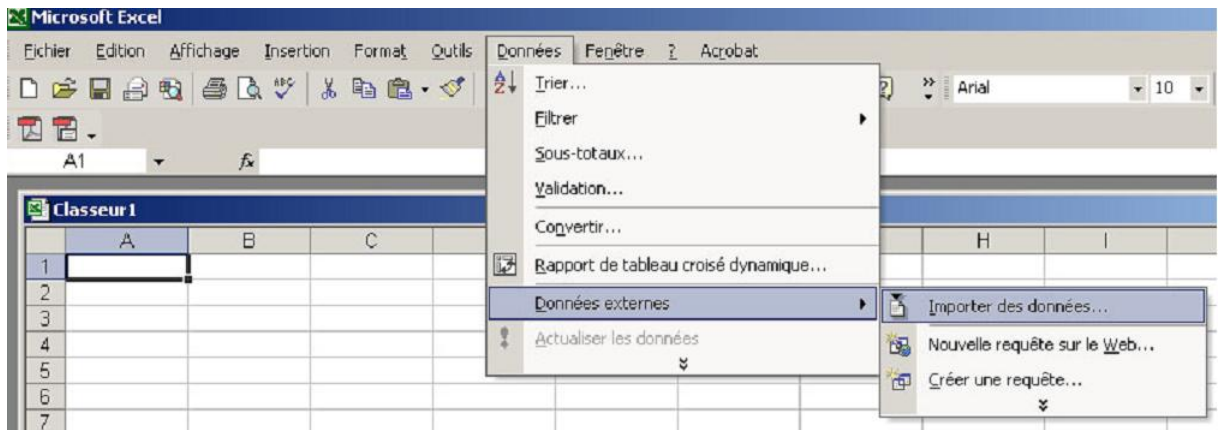 Microsoft Excel
Fichier Edition Affichage Insertion Format Outils Données Fenêtre ? Acrobat
Arial 10
A1 fx
Classeur1
A B C H I
1
2
3
4
5
6
7
Trier...
Filtrer
Sous-totaux...
Validation...
Convertir...
Rapport de tableau croisé dynamique...
Données externes
Actualiser les données
Importer des données...
Nouvelle requête sur le Web...
Créer une requête...